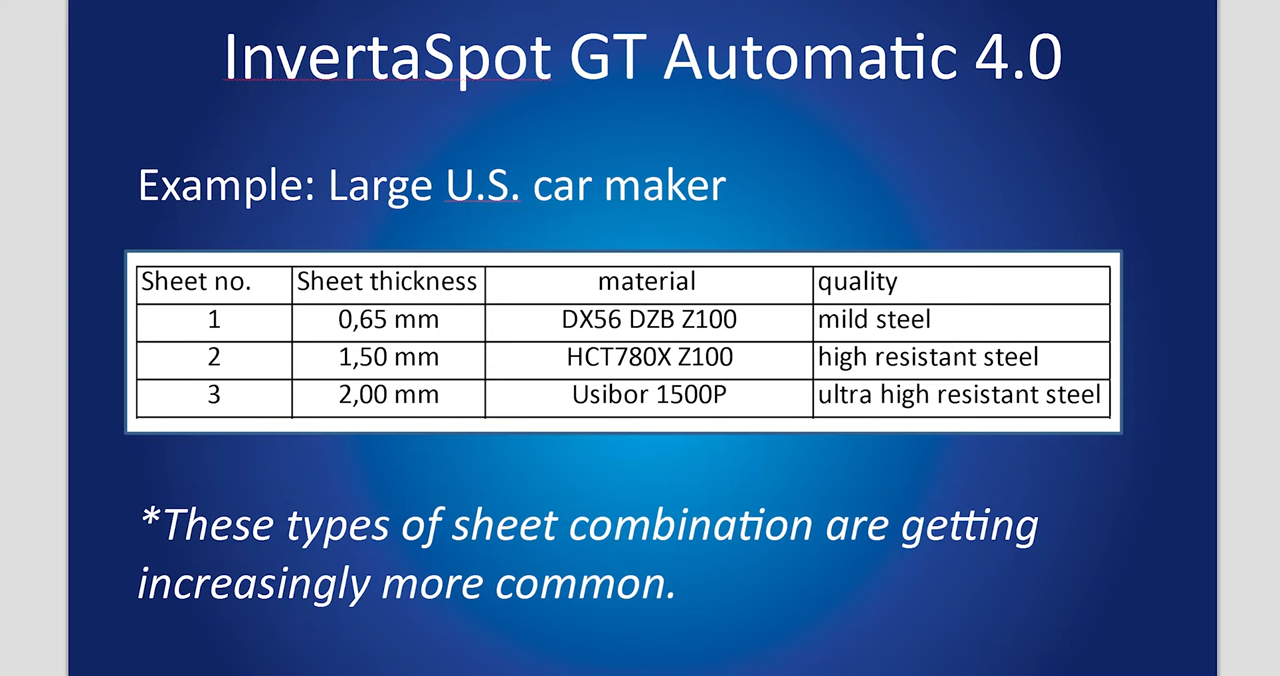 InvertaSpot GT Automatic 4.0
Example: Large U.S. car maker
Sheet no. Sheet thickness material quality
1 0,65 mm DX56 DZB Z100 mild steel
2 1,50 mm HCT780X Z100 high resistant steel
3 2,00 mm Usibor 1500P ultra high resistant steel
*These types of sheet combination are getting
increasingly more common.